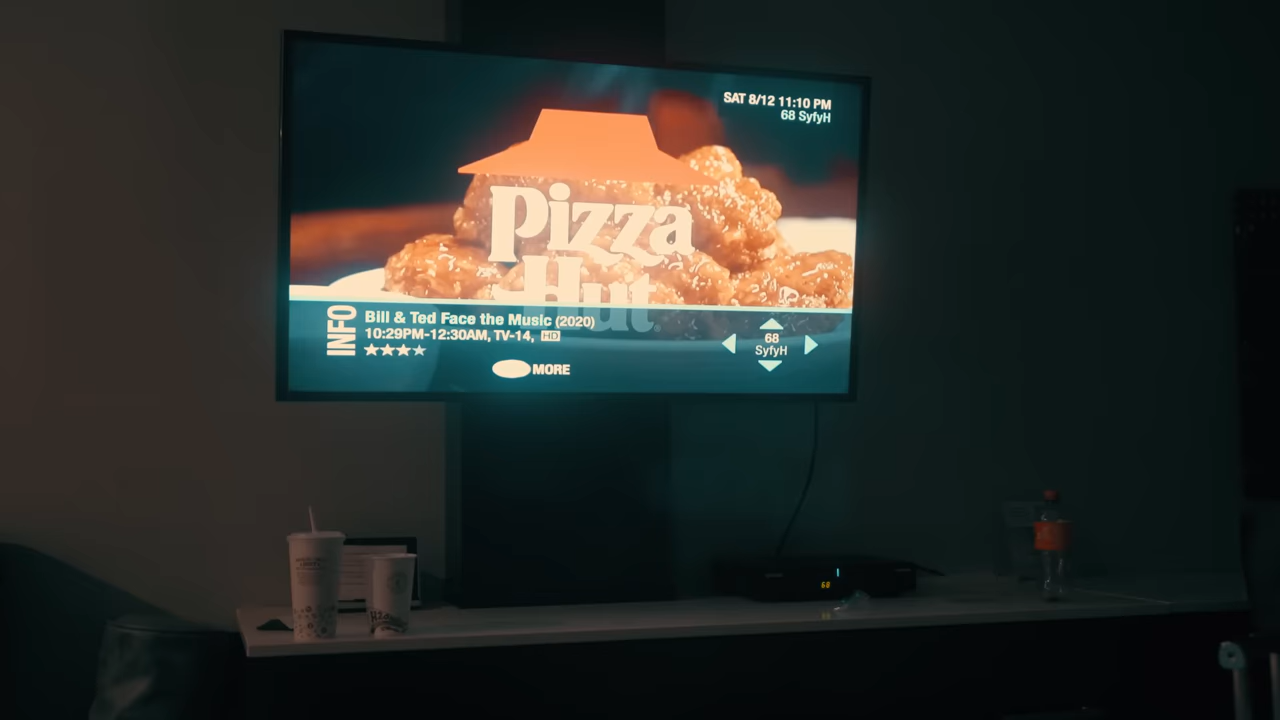 SAT 8/12 11:10 PM
68 SyfyH
Pizza
Hut
INFO
Bill & Ted Face the Music (2020)
10:29PM-12:30AM, TV-14, HD
68
SyfyH
MORE
68